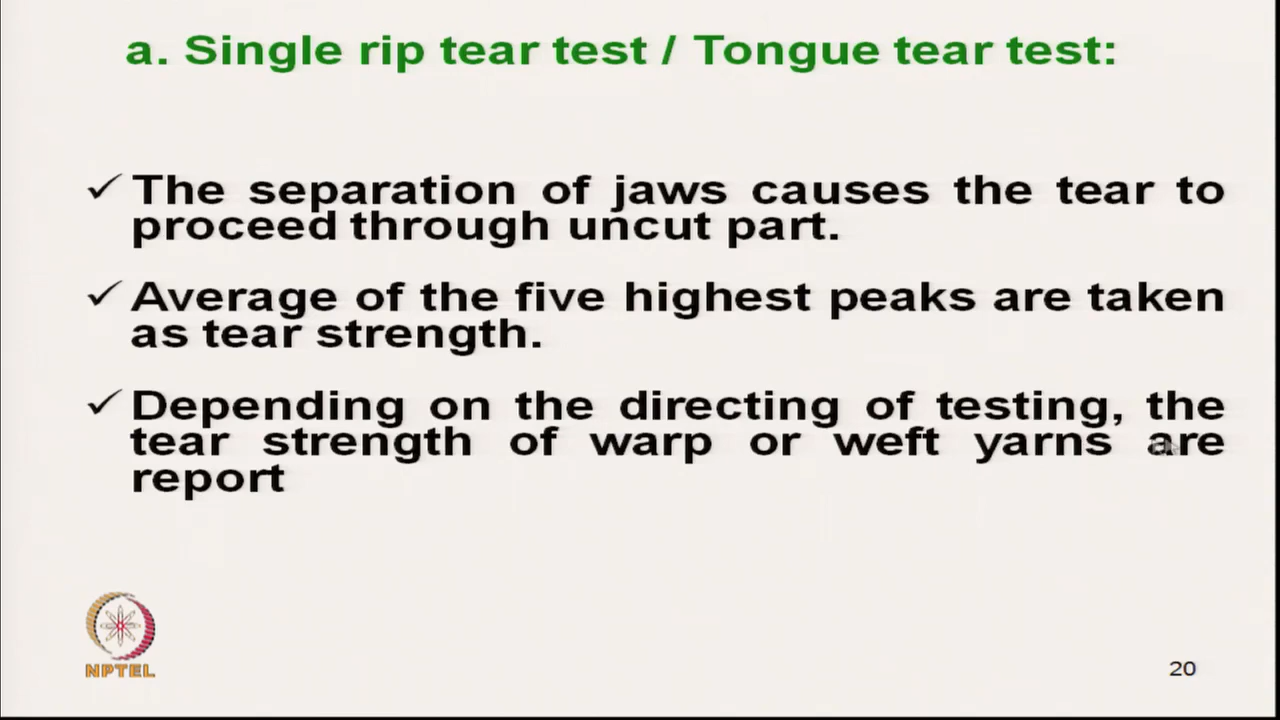 a. Single rip tear test / Tongue tear test:
✓ The separation of jaws causes the tear to
proceed through uncut part.
✓ Average of the five highest peaks are taken
as tear strength.
✓ Depending on the directing of testing, the
tear strength of warp or weft yarns are
report
NPTEL
20